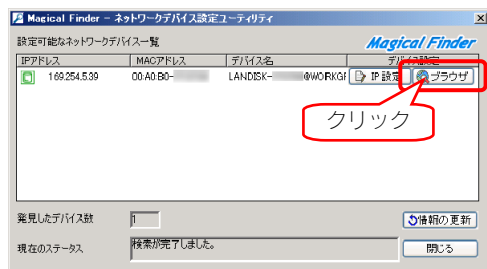 Magical Finder - ネットワークデバイス設定ユーティリティ
設定可能なネットワークデバイス一覧
Magical Finder
IPアドレス MACアドレス デバイス名 デバイス設定
169.254.5.39 00:A0:B0- LANDISK- @WORKGR IP 設定 ブラウザ
クリック
発見したデバイス数 1 情報の更新
現在のステータス 検索が完了しました。 閉じる